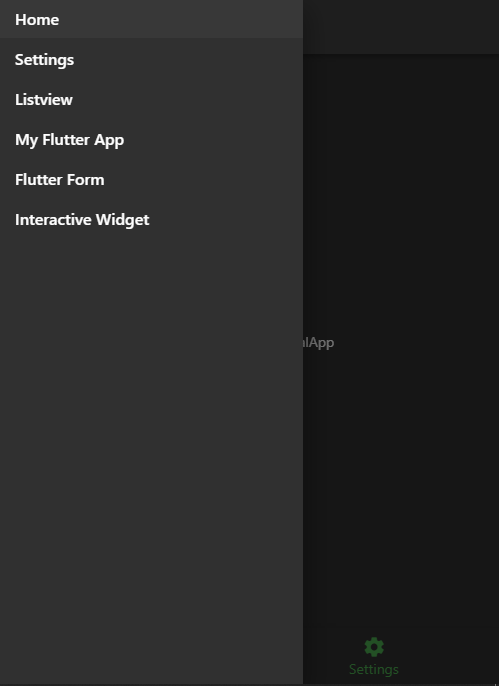 Home
Settings
Listview
My Flutter App
Flutter Form
Interactive Widget
Settings